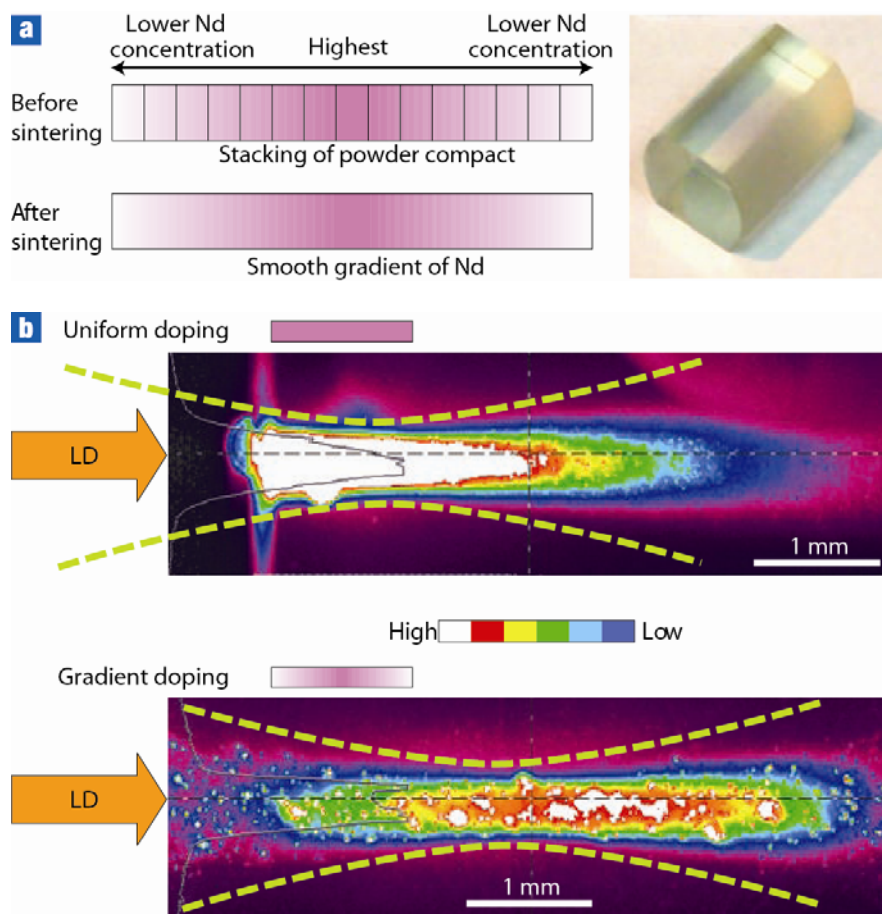 a
Lower Nd
concentration
Highest
Lower Nd
concentration
Before
sintering
Stacking of powder compact
After
sintering
Smooth gradient of Nd
b
Uniform doping
LD
1 mm
High
Low
Gradient doping
LD
1 mm